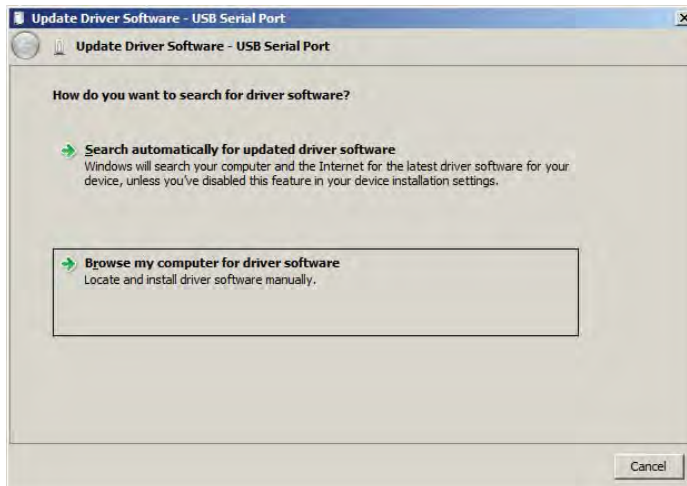 Update Driver Software - USB Serial Port
Update Driver Software - USB Serial Port
How do you want to search for driver software?
Search automatically for updated driver software
Windows will search your computer and the Internet for the latest driver software for your
device, unless you've disabled this feature in your device installation settings.
Browse my computer for driver software
Locate and install driver software manually.
Cancel